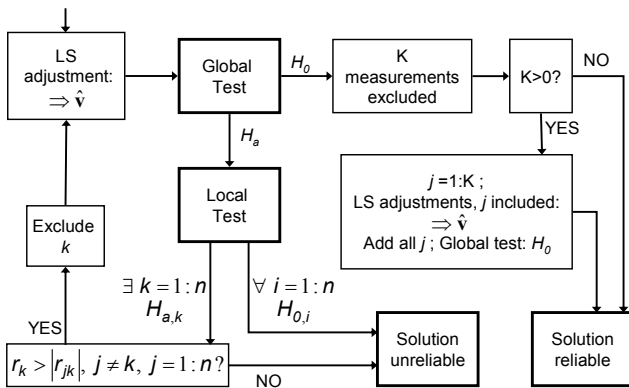 LS
adjustment:
⇒ v̂
Global
Test
H₀
K
measurements
excluded
K>0?
NO
Hₐ
YES
Local
Test
j =1:K ;
LS adjustments, j included:
⇒ v̂
Add all j ; Global test: H₀
Exclude
k
∃ k = 1 : n
Hₐ,ₖ
∀ i = 1 : n
H₀,ᵢ
YES
rₖ > |rⱼₖ|, j ≠ k, j = 1 : n ?
NO
Solution
unreliable
Solution
reliable